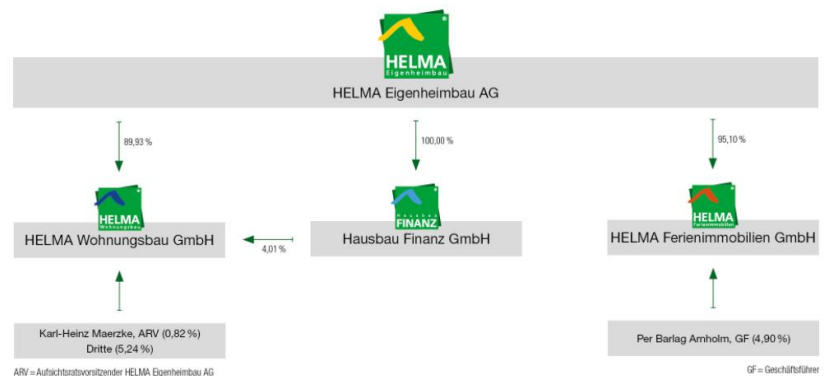 HELMA
Eigenheimbau
HELMA Eigenheimbau AG
89,93 %
100,00 %
95,10 %
HELMA
Wohnungsbau
HELMA Wohnungsbau GmbH
4,01 %
Hausbau
FINANZ
Hausbau Finanz GmbH
HELMA
Ferienimmobilien
HELMA Ferienimmobilien GmbH
Karl-Heinz Maerzke, ARV (0,82 %)
Dritte (5,24 %)
Per Barlag Arnholm, GF (4,90 %)
ARV = Aufsichtsratsvorsitzender HELMA Eigenheimbau AG
GF = Geschäftsführer